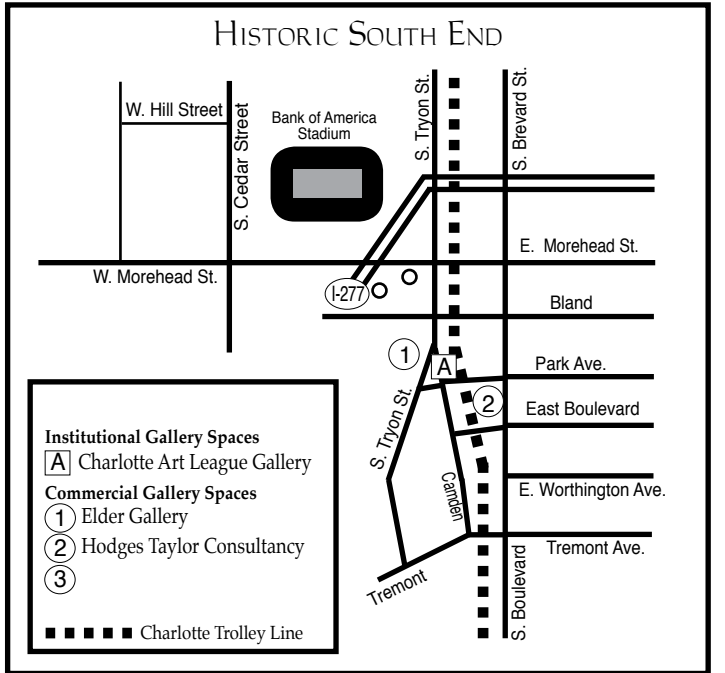 HISTORIC SOUTH END
W. Hill Street
S. Cedar Street
Bank of America
Stadium
S. Tryon St.
S. Brevard St.
E. Morehead St.
W. Morehead St.
I-277
Bland
1
A
Park Ave.
2
East Boulevard
S. Tryon St.
Camden
E. Worthington Ave.
Tremont Ave.
Tremont
S. Boulevard
Institutional Gallery Spaces
A Charlotte Art League Gallery
Commercial Gallery Spaces
1 Elder Gallery
2 Hodges Taylor Consultancy
3
Charlotte Trolley Line